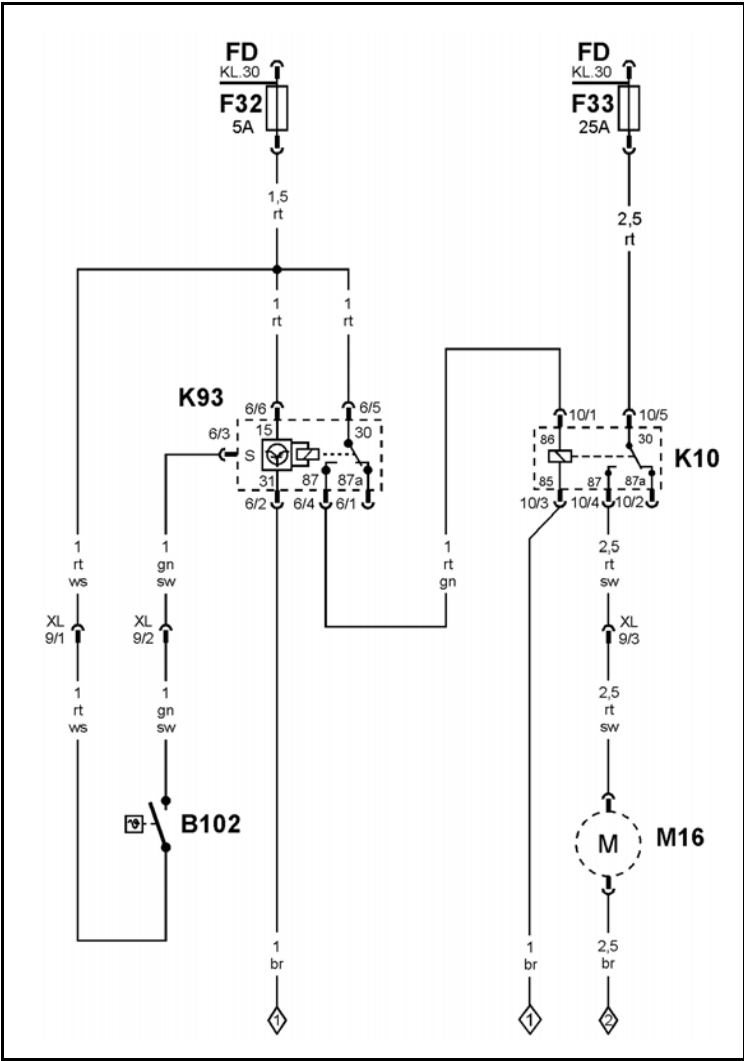 FD
KL.30
F32
5A
FD
KL.30
F33
25A
1,5
rt
2,5
rt
1
rt
1
rt
K93
6/6
6/5
6/3
15
30
S
31
87
87a
6/2
6/4
6/1
10/1
10/5
86
30
K10
85
87
87a
10/3
10/4
10/2
1
rt
ws
1
gn
sw
1
rt
gn
2,5
rt
sw
XL
9/1
XL
9/2
XL
9/3
1
rt
ws
1
gn
sw
2,5
rt
sw
ϑ
B102
M
M16
1
br
1
br
2,5
br
1
1
2